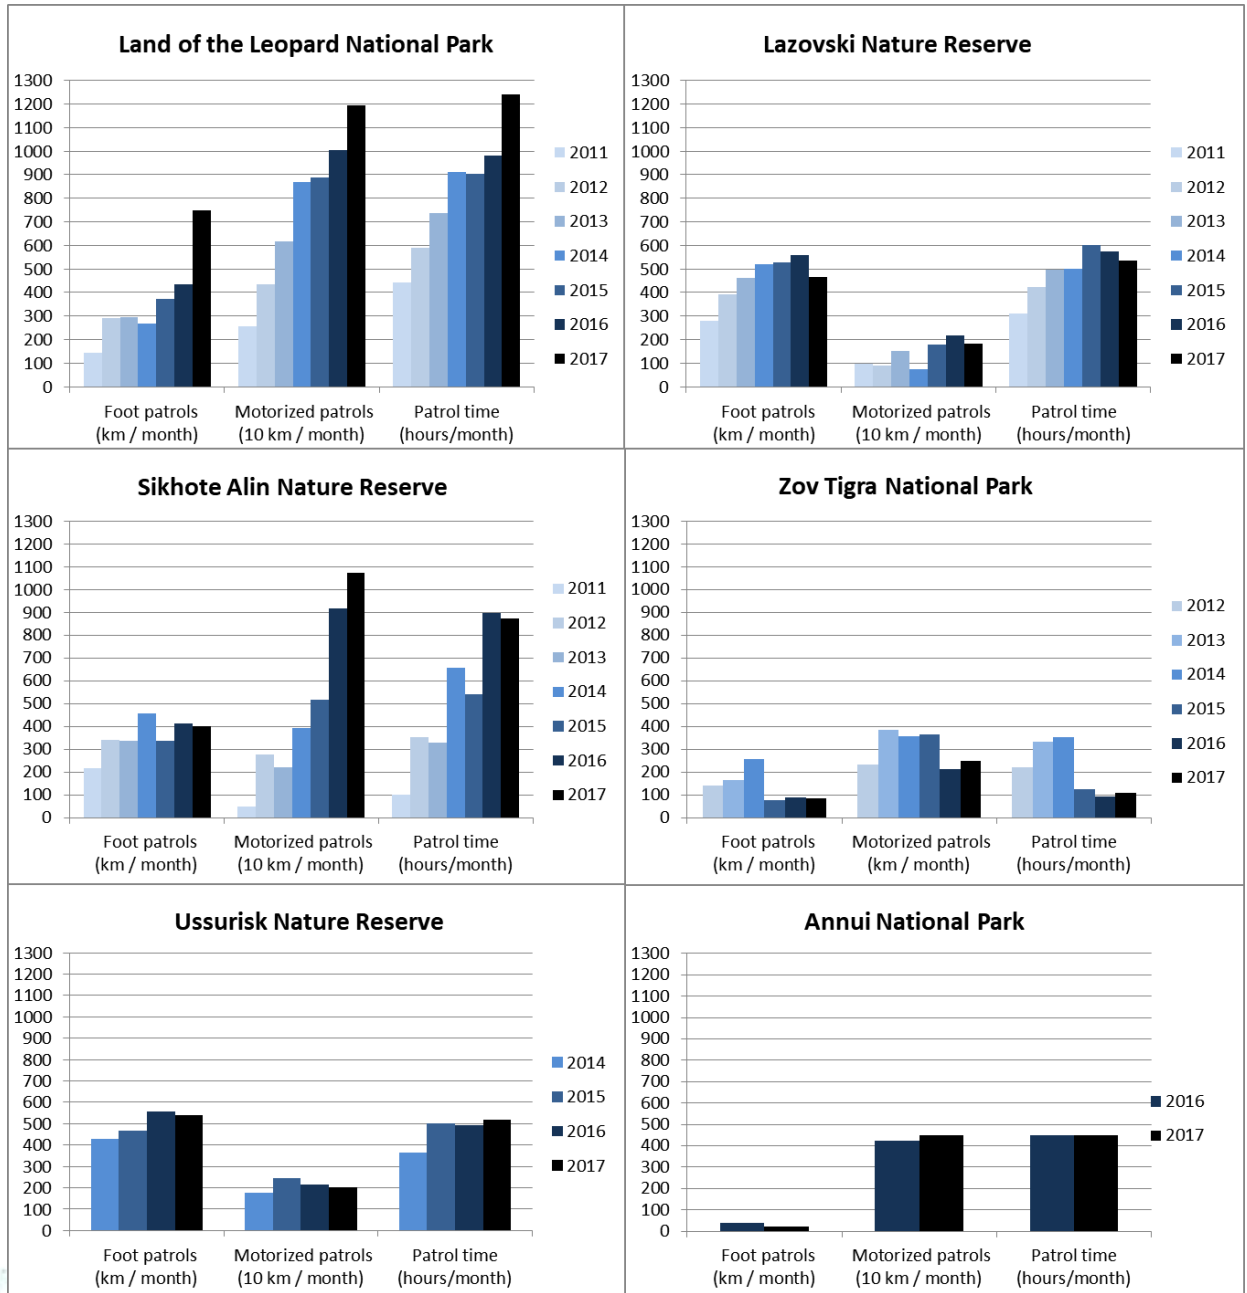 Land of the Leopard National Park
1300
1200
1100
1000
900
800
700
600
500
400
300
200
100
0
Foot patrols
(km / month)
Motorized patrols
(10 km / month)
Patrol time
(hours/month)
2011
2012
2013
2014
2015
2016
2017
Lazovski Nature Reserve
1300
1200
1100
1000
900
800
700
600
500
400
300
200
100
0
Foot patrols
(km / month)
Motorized patrols
(10 km / month)
Patrol time
(hours/month)
2011
2012
2013
2014
2015
2016
2017
Sikhote Alin Nature Reserve
1300
1200
1100
1000
900
800
700
600
500
400
300
200
100
0
Foot patrols
(km / month)
Motorized patrols
(10 km / month)
Patrol time
(hours/month)
2011
2012
2013
2014
2015
2016
2017
Zov Tigra National Park
1300
1200
1100
1000
900
800
700
600
500
400
300
200
100
0
Foot patrols
(km / month)
Motorized patrols
(km / month)
Patrol time
(hours/month)
2012
2013
2014
2015
2016
2017
Ussurisk Nature Reserve
1300
1200
1100
1000
900
800
700
600
500
400
300
200
100
0
Foot patrols
(km / month)
Motorized patrols
(10 km / month)
Patrol time
(hours/month)
2014
2015
2016
2017
Annui National Park
1300
1200
1100
1000
900
800
700
600
500
400
300
200
100
0
Foot patrols
(km / month)
Motorized patrols
(10 km / month)
Patrol time
(hours/month)
2016
2017